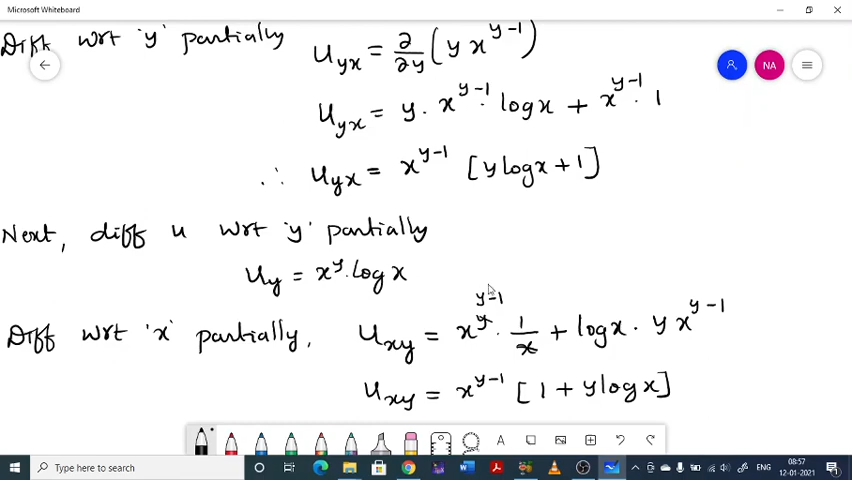 Microsoft Whiteboard
Diff wrt 'y' partially u_yx = ∂/∂y (y x^(y-1))
NA
u_yx = y · x^(y-1) · log x + x^(y-1) · 1
∴ u_yx = x^(y-1) [y log x + 1]
Next, diff u wrt 'y' partially
u_y = x^y · log x
y-1
Diff wrt 'x' partially, u_xy = x^y · 1/x + log x · y x^(y-1)
u_xy = x^(y-1) [1 + y log x]
A
Type here to search
ENG
08:57
12-01-2021